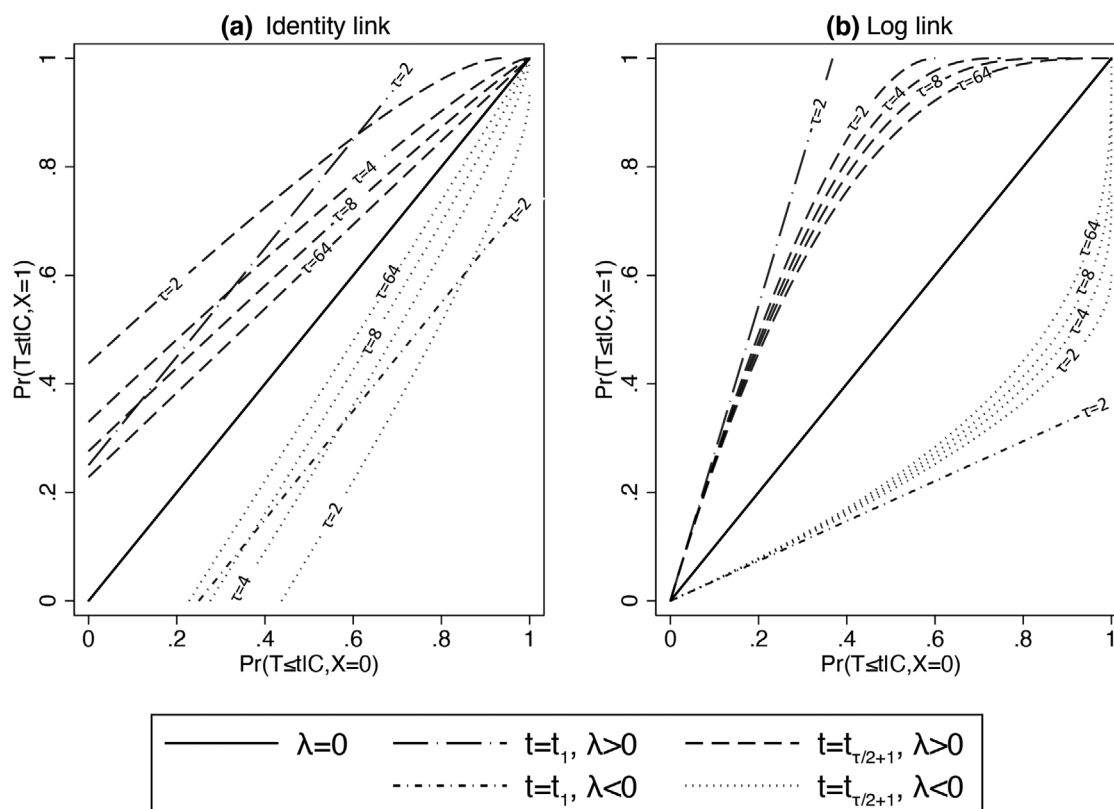 (a) Identity link
Pr(T≤t|C,X=1)
1
.8
.6
.4
.2
0
τ=2
τ=4
τ=8
τ=64
τ=2
τ=2
τ=64
τ=8
τ=4
τ=2
0
.2
.4
.6
.8
1
Pr(T≤t|C,X=0)
(b) Log link
Pr(T≤t|C,X=1)
1
.8
.6
.4
.2
0
τ=2
τ=2
τ=4
τ=8
τ=64
τ=64
τ=8
τ=4
τ=2
τ=2
0
.2
.4
.6
.8
1
Pr(T≤t|C,X=0)
λ=0
t=t₁, λ>0
t=t_τ/2+1, λ>0
t=t₁, λ<0
t=t_τ/2+1, λ<0